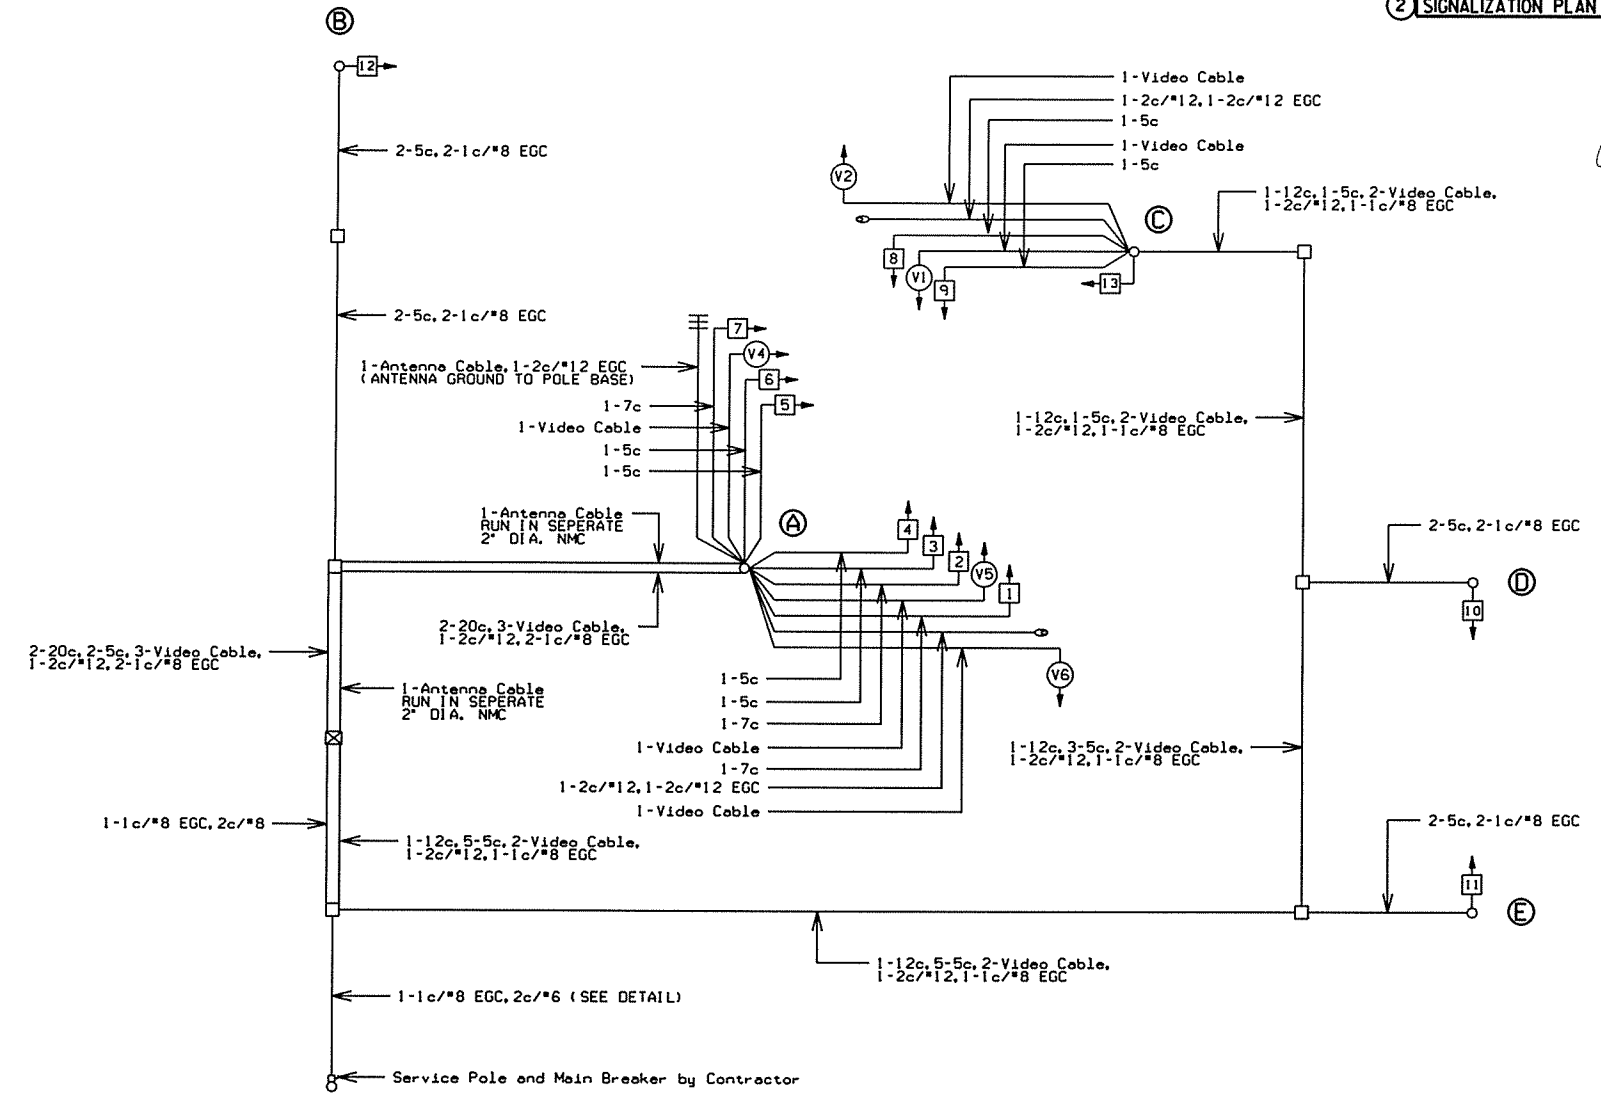 2 SIGNALIZATION PLAN
B
12
2-5c, 2-1c/#8 EGC
2-5c, 2-1c/#8 EGC
1-Video Cable
1-2c/#12, 1-2c/#12 EGC
1-5c
1-Video Cable
1-5c
V2
C
8
V1
9
13
1-12c, 1-5c, 2-Video Cable,
1-2c/#12, 1-1c/#8 EGC
1-Antenna Cable, 1-2c/#12 EGC
(ANTENNA GROUND TO POLE BASE)
1-7c
1-Video Cable
1-5c
1-5c
7
V4
6
5
1-12c, 1-5c, 2-Video Cable,
1-2c/#12, 1-1c/#8 EGC
1-Antenna Cable
RUN IN SEPERATE
2" DIA. NMC
A
4
3
2
V5
1
V6
2-5c, 2-1c/#8 EGC
D
10
2-20c, 3-Video Cable,
1-2c/#12, 2-1c/#8 EGC
2-20c, 2-5c, 3-Video Cable,
1-2c/#12, 2-1c/#8 EGC
1-Antenna Cable
RUN IN SEPERATE
2" DIA. NMC
1-5c
1-5c
1-7c
1-Video Cable
1-7c
1-2c/#12, 1-2c/#12 EGC
1-Video Cable
1-12c, 3-5c, 2-Video Cable,
1-2c/#12, 1-1c/#8 EGC
1-1c/#8 EGC, 2c/#8
1-12c, 5-5c, 2-Video Cable,
1-2c/#12, 1-1c/#8 EGC
2-5c, 2-1c/#8 EGC
11
E
1-12c, 5-5c, 2-Video Cable,
1-2c/#12, 1-1c/#8 EGC
1-1c/#8 EGC, 2c/#6 (SEE DETAIL)
Service Pole and Main Breaker by Contractor